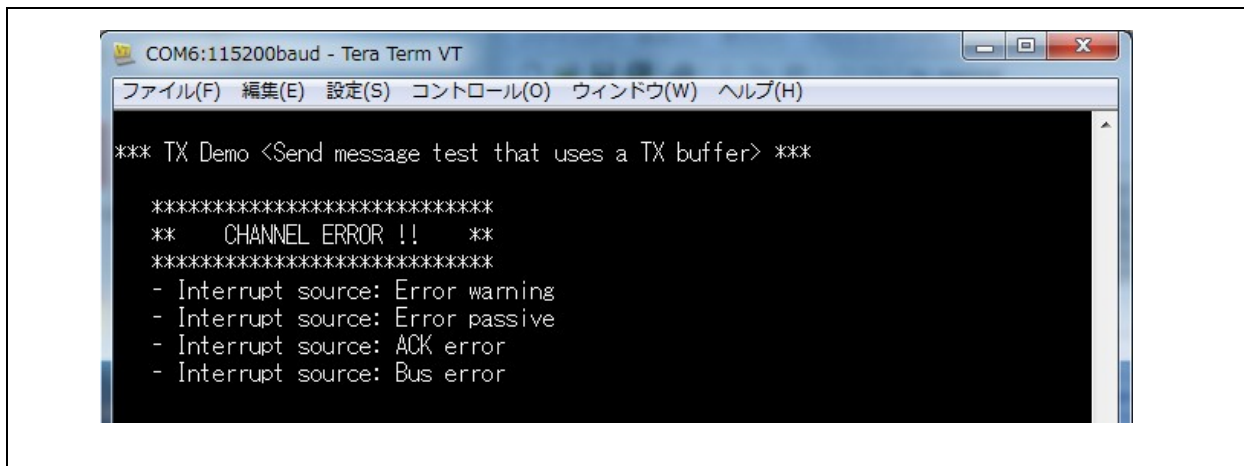 COM6:115200baud - Tera Term VT
ファイル(F) 編集(E) 設定(S) コントロール(O) ウィンドウ(W) ヘルプ(H)
*** TX Demo <Send message test that uses a TX buffer> ***
****************************
** CHANNEL ERROR !! **
****************************
- Interrupt source: Error warning
- Interrupt source: Error passive
- Interrupt source: ACK error
- Interrupt source: Bus error